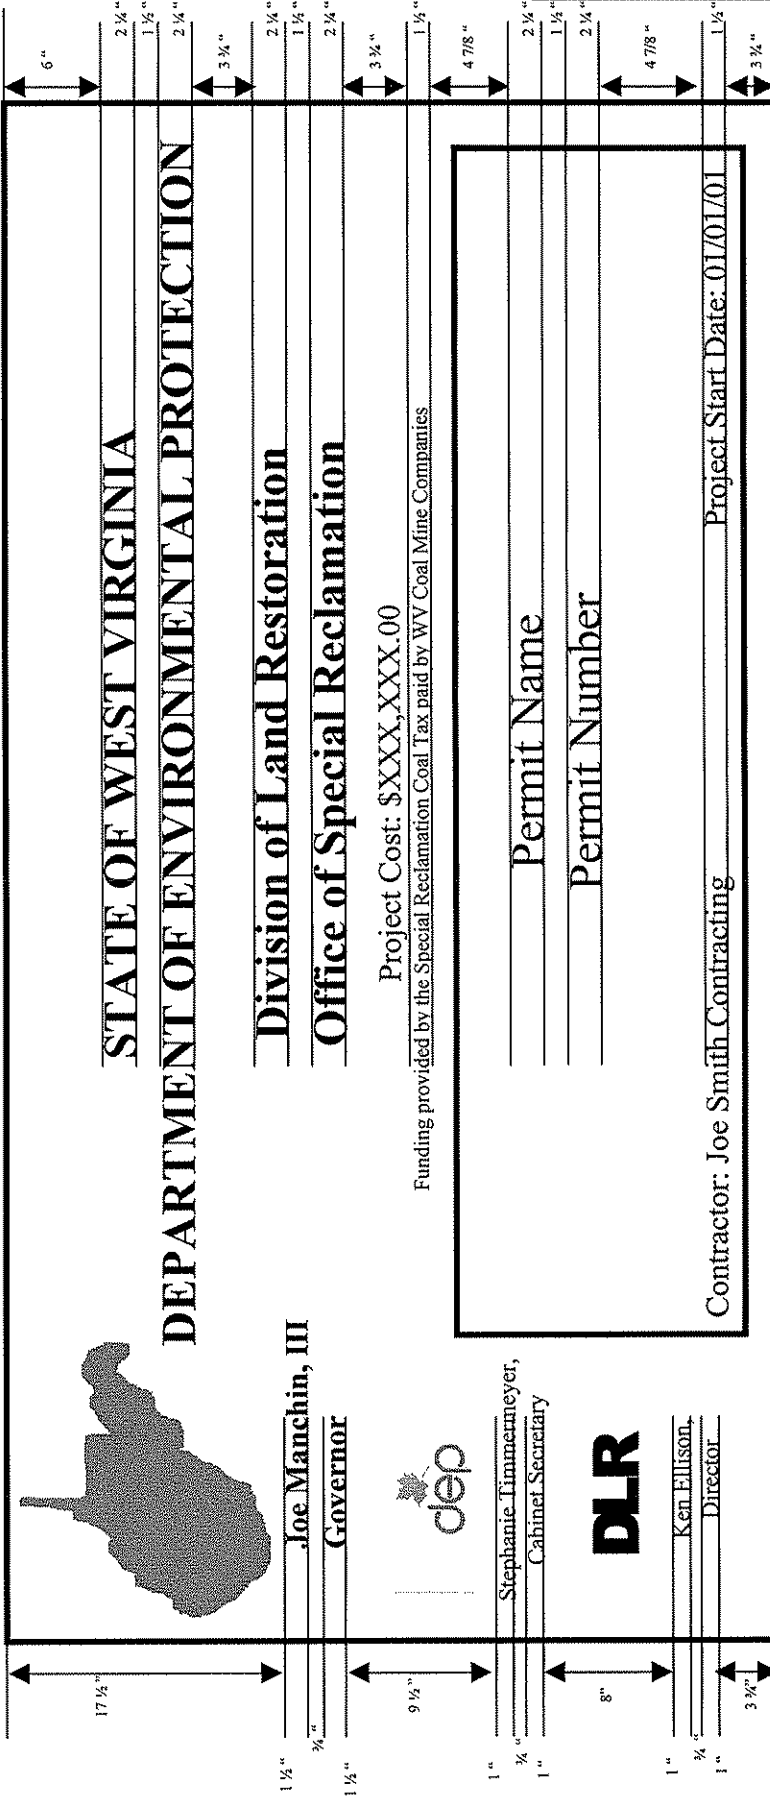 STATE OF WEST VIRGINIA
DEPARTMENT OF ENVIRONMENTAL PROTECTION
Division of Land Restoration
Office of Special Reclamation
Project Cost: $XXX,XXX.00
Funding provided by the Special Reclamation Coal Tax paid by WV Coal Mine Companies
Permit Name
Permit Number
Contractor: Joe Smith Contracting Project Start Date: 01/01/01
Joe Manchin, III
Governor
dep
Stephanie Timmermeyer,
Cabinet Secretary
DLR
Ken Ellison,
Director
17 ½"
1 ½ "
¾ "
1 ½ "
9 ½"
1 "
¾ "
1 "
8"
1 "
¾ "
1 "
3 ¾"
6 "
2 ¼ "
1 ½ "
2 ¼ "
3 ¾ "
2 ¼ "
1 ½ "
2 ¼ "
3 ¾ "
1 ½ "
4 7/8 "
2 ¼ "
1 ½ "
2 ¼ "
4 7/8 "
1 ½ "
3 ¾ "